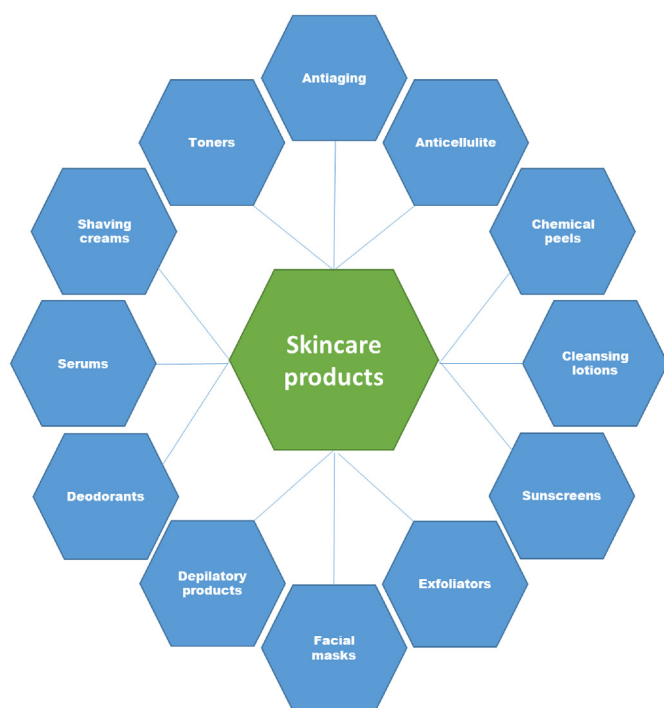 Antiaging
Anticellulite
Chemical
peels
Cleansing
lotions
Sunscreens
Exfoliators
Facial
masks
Depilatory
products
Deodorants
Serums
Shaving
creams
Toners
Skincare
products